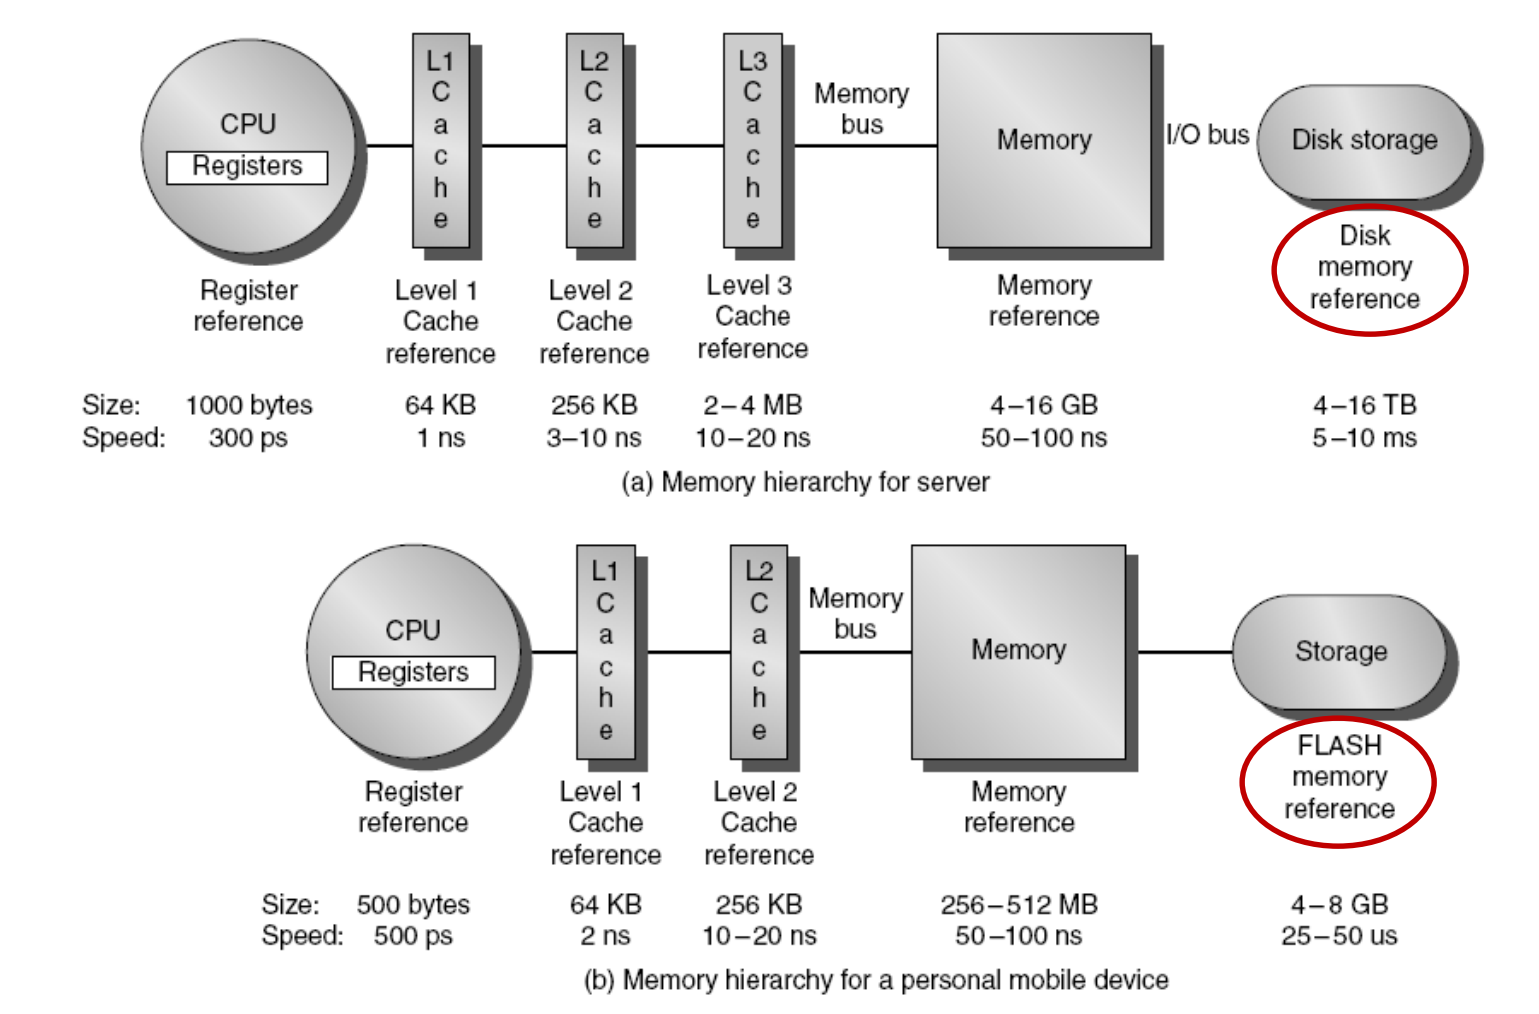 CPU
Registers
L1
C
a
c
h
e
L2
C
a
c
h
e
L3
C
a
c
h
e
Memory
bus
Memory
I/O bus
Disk storage
Register
reference
Level 1
Cache
reference
Level 2
Cache
reference
Level 3
Cache
reference
Memory
reference
Disk
memory
reference
Size: 1000 bytes 64 KB 256 KB 2–4 MB 4–16 GB 4–16 TB
Speed: 300 ps 1 ns 3–10 ns 10–20 ns 50–100 ns 5–10 ms
(a) Memory hierarchy for server
CPU
Registers
L1
C
a
c
h
e
L2
C
a
c
h
e
Memory
bus
Memory
Storage
Register
reference
Level 1
Cache
reference
Level 2
Cache
reference
Memory
reference
FLASH
memory
reference
Size: 500 bytes 64 KB 256 KB 256–512 MB 4–8 GB
Speed: 500 ps 2 ns 10–20 ns 50–100 ns 25–50 us
(b) Memory hierarchy for a personal mobile device